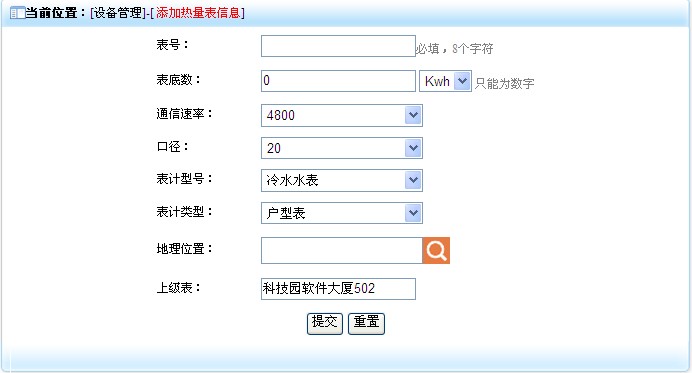 当前位置：[设备管理]-[ 添加热量表信息]
表号： 必填，8个字符
表底数： 0 Kwh 只能为数字
通信速率： 4800
口径： 20
表计型号： 冷水水表
表计类型： 户型表
地理位置：
上级表： 科技园软件大厦502
提交 重置